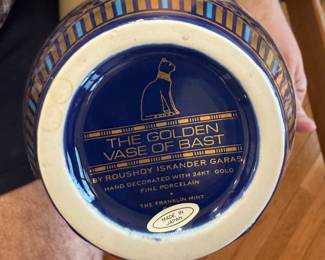 THE GOLDEN
VASE OF BAST
BY ROUSHDY ISKANDER GARAS
HAND DECORATED WITH 24KT GOLD
FINE PORCELAIN
THE FRANKLIN MINT
MADE IN
JAPAN